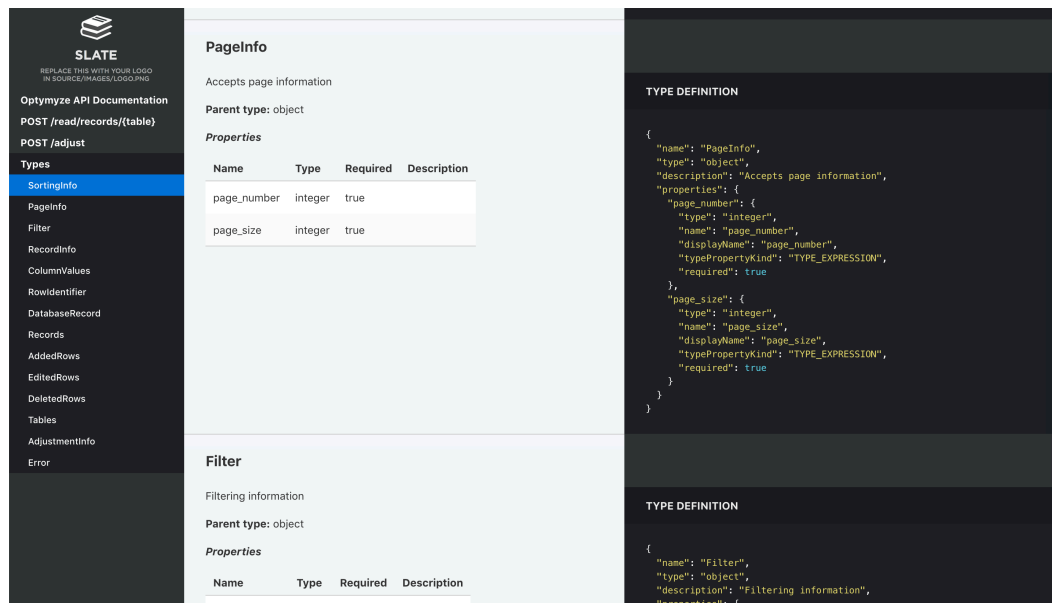 SLATE
REPLACE THIS WITH YOUR LOGO
IN SOURCE/IMAGES/LOGO.PNG
Optymyze API Documentation
POST /read/records/{table}
POST /adjust
Types
SortingInfo
PageInfo
Filter
RecordInfo
ColumnValues
RowIdentifier
DatabaseRecord
Records
AddedRows
EditedRows
DeletedRows
Tables
AdjustmentInfo
Error
PageInfo
Accepts page information
Parent type: object
Properties
Name Type Required Description
page_number integer true
page_size integer true
Filter
Filtering information
Parent type: object
Properties
Name Type Required Description
TYPE DEFINITION
{
"name": "PageInfo",
"type": "object",
"description": "Accepts page information",
"properties": {
"page_number": {
"type": "integer",
"name": "page_number",
"displayName": "page_number",
"typePropertyKind": "TYPE_EXPRESSION",
"required": true
},
"page_size": {
"type": "integer",
"name": "page_size",
"displayName": "page_size",
"typePropertyKind": "TYPE_EXPRESSION",
"required": true
}
}
}
TYPE DEFINITION
{
"name": "Filter",
"type": "object",
"description": "Filtering information",
"properties": {